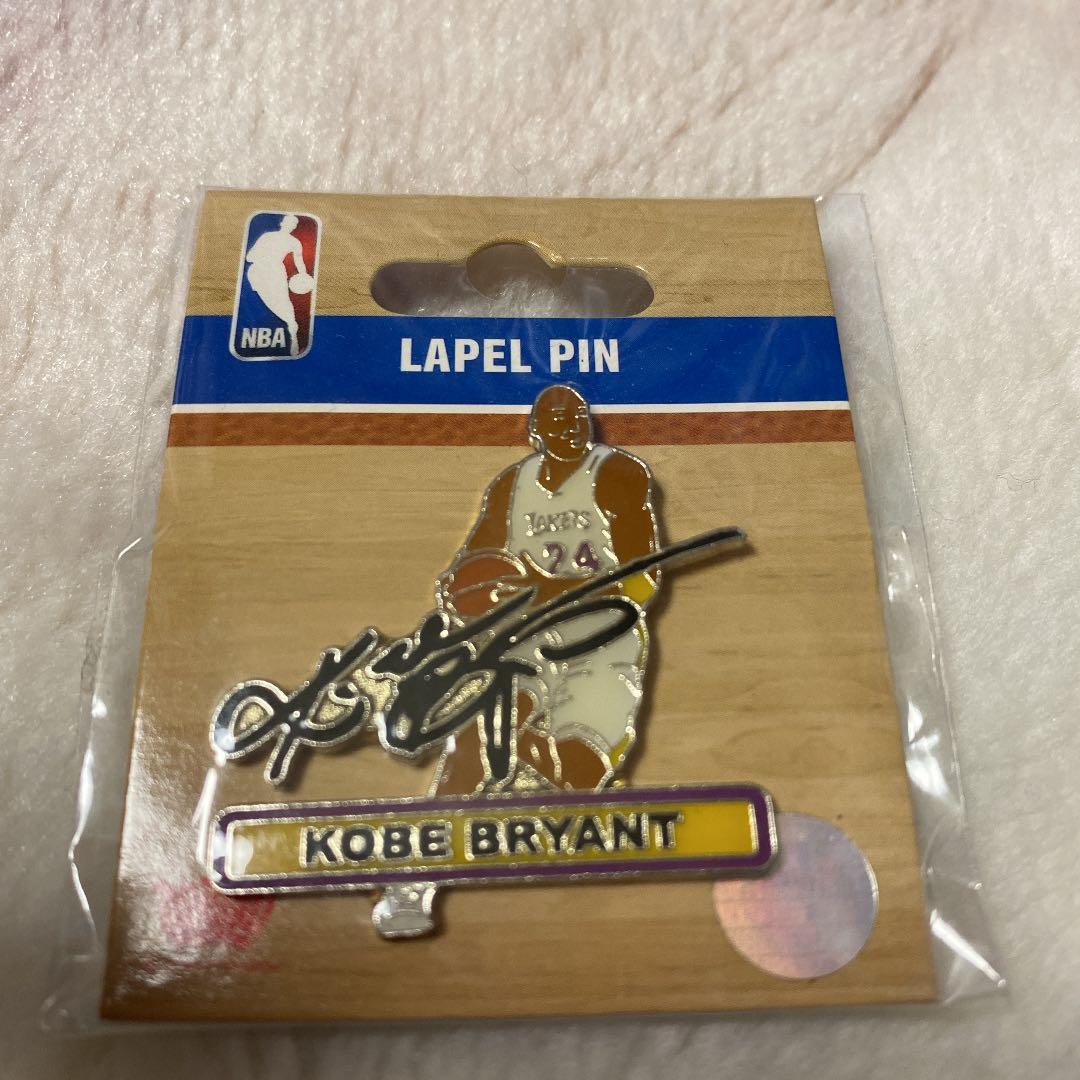 NBA
LAPEL PIN
LAKERS
24
KOBE BRYANT